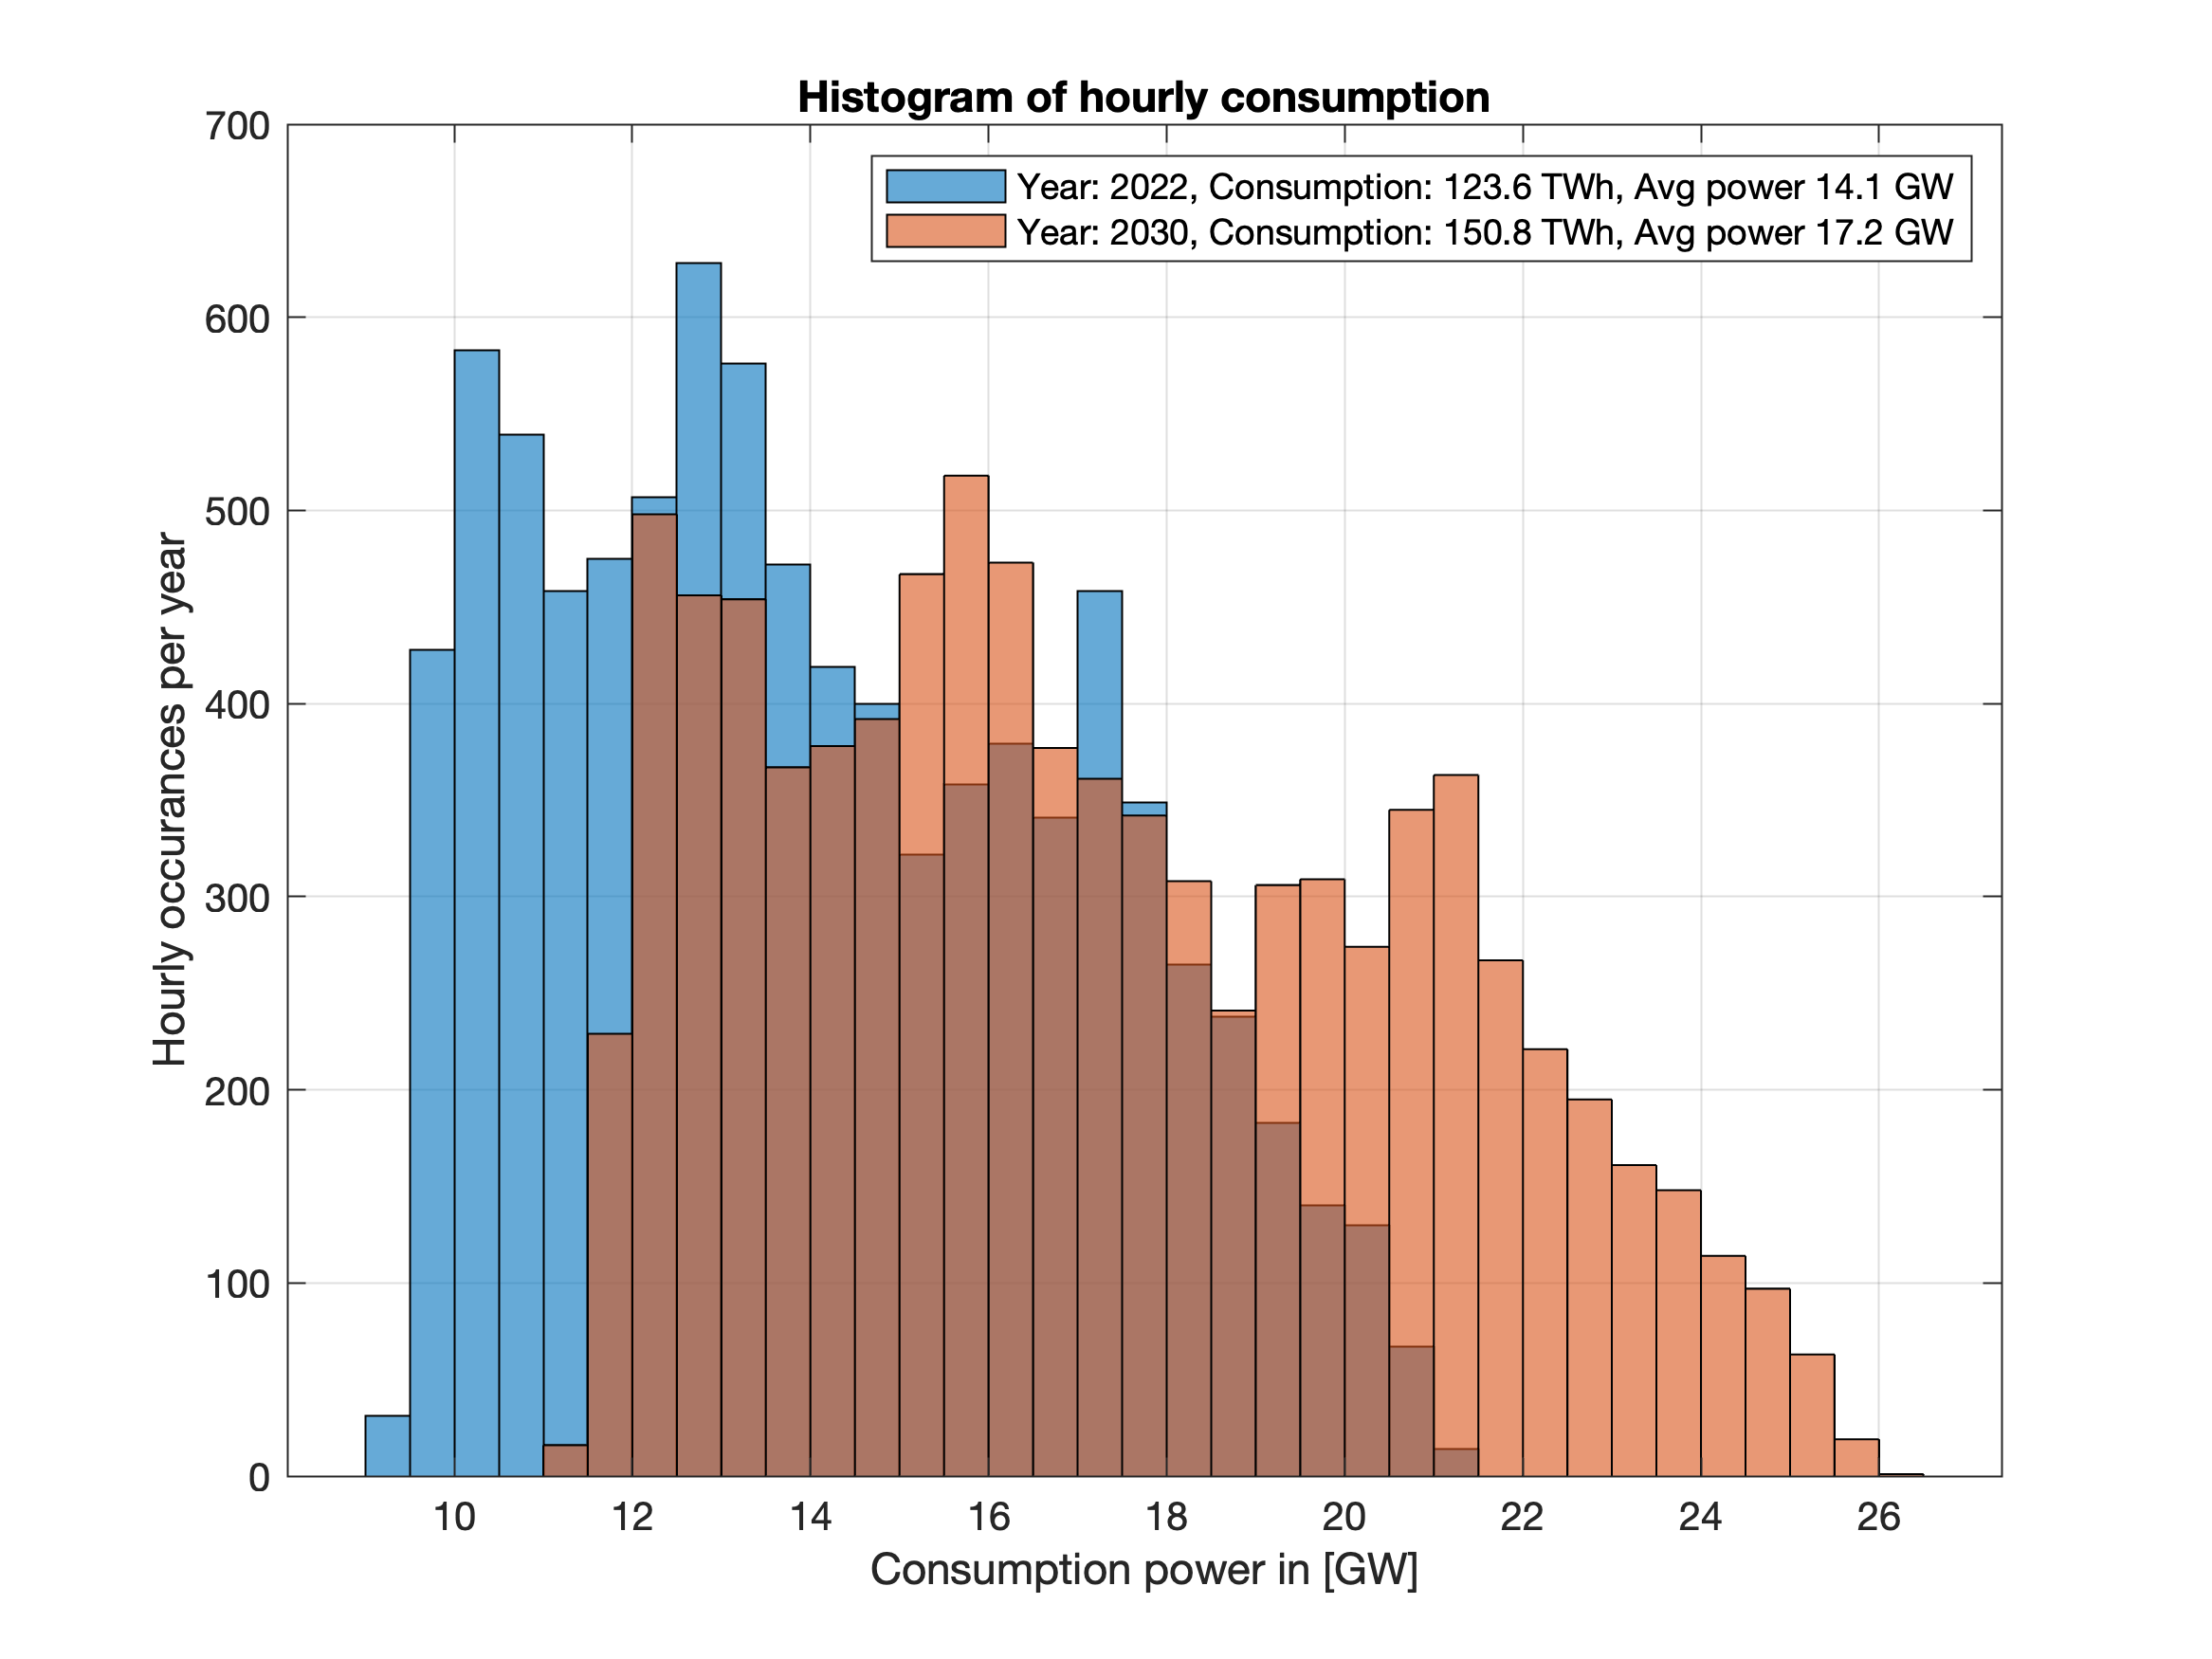 Histogram of hourly consumption
Year: 2022, Consumption: 123.6 TWh, Avg power 14.1 GW
Year: 2030, Consumption: 150.8 TWh, Avg power 17.2 GW
700
600
500
400
300
200
100
0
Hourly occurances per year
10 12 14 16 18 20 22 24 26
Consumption power in [GW]